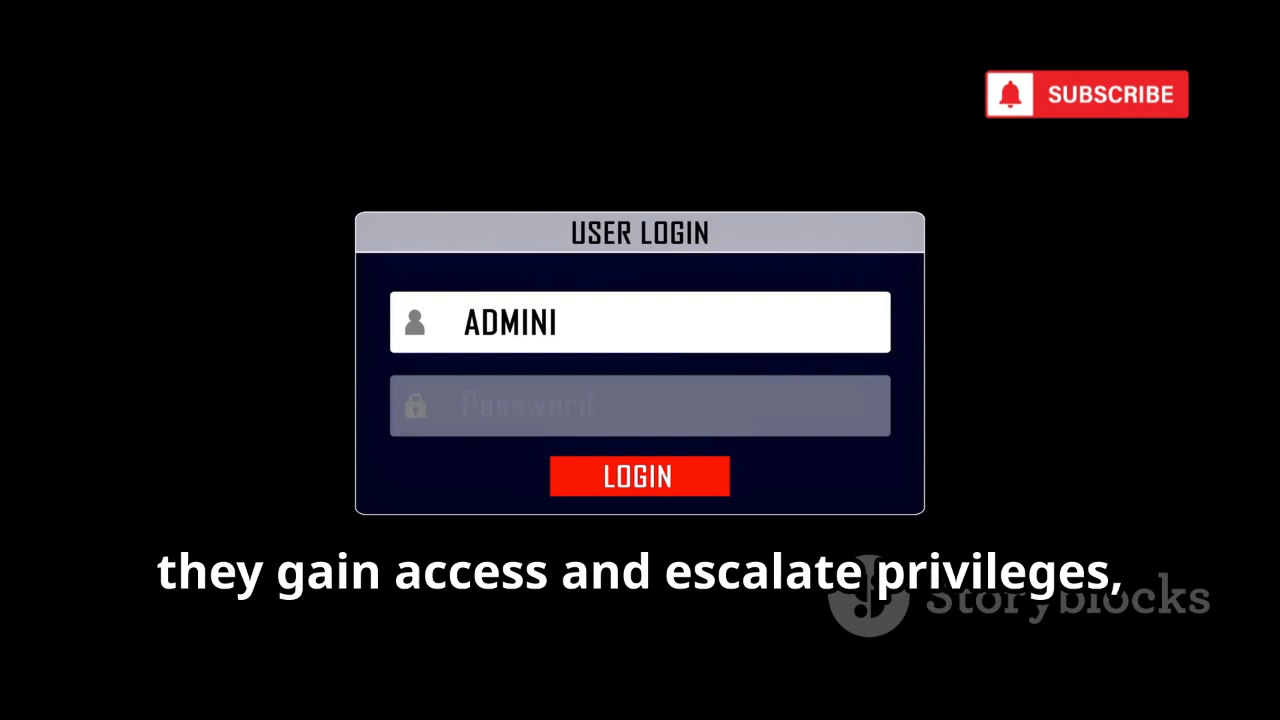 SUBSCRIBE
USER LOGIN
ADMINI
Password
LOGIN
they gain access and escalate privileges,
Storyblocks